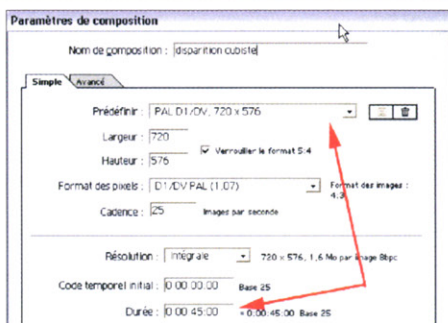 Paramètres de composition
Nom de composition : disparition cubiste
Simple Avancé
Prédéfinir : PAL D1/DV, 720 x 576
Largeur : 720
Verrouiller le format 5:4
Hauteur : 576
Format des pixels : D1/DV PAL (1,07) Format des images : 4:3
Cadence : 25 Images par seconde
Résolution : Intégrale 720 x 576, 1,6 Mo par image 8bpc
Code temporel initial : 0:00:00:00 Base 25
Durée : 0:00:45:00 = 0:00:45:00 Base 25